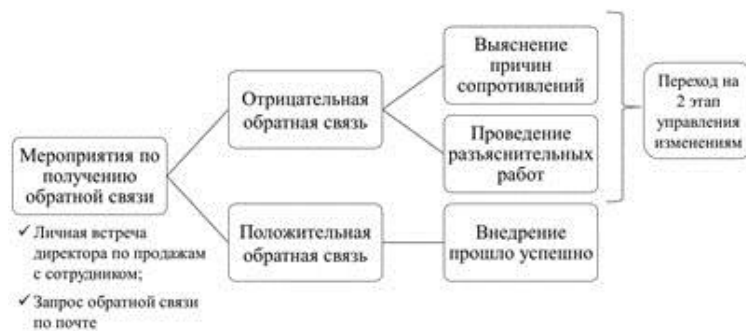 Мероприятия по
получению
обратной связи
✓ Личная встреча
директора по продажам
с сотрудником;
✓ Запрос обратной связи
по почте
Отрицательная
обратная связь
Положительная
обратная связь
Выяснение
причин
сопротивлений
Проведение
разъяснительных
работ
Внедрение
прошло успешно
Переход на
2 этап
управления
изменениям